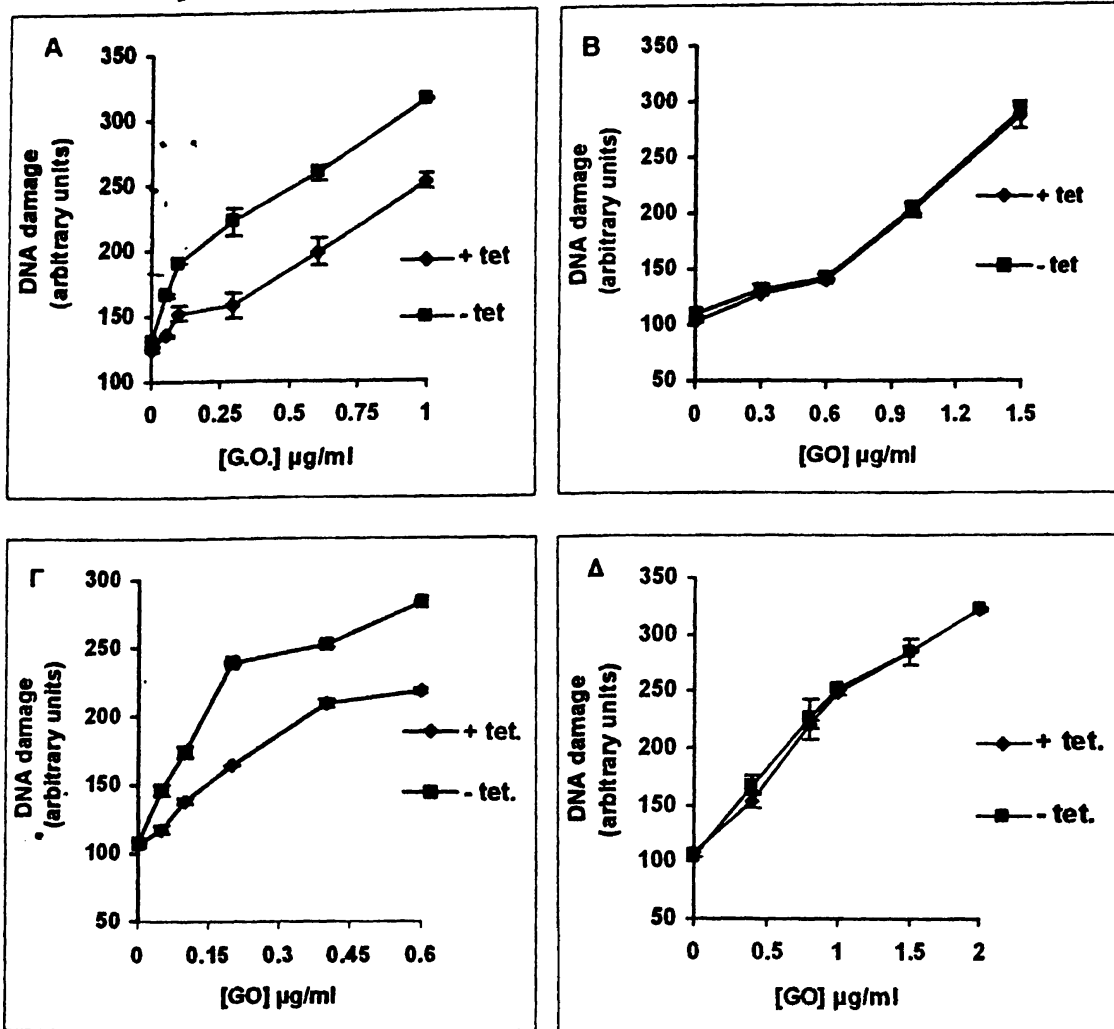 A
350
300
250
200
150
100
DNA damage
(arbitrary units)
0 0.25 0.5 0.75 1
[G.O.] µg/ml
+ tet
- tet
B
350
300
250
200
150
100
50
DNA damage
(arbitrary units)
0 0.3 0.6 0.9 1.2 1.5
[GO] µg/ml
+ tet
- tet
Γ
300
250
200
150
100
50
DNA damage
(arbitrary units)
0 0.15 0.3 0.45 0.6
[GO] µg/ml
+ tet.
- tet.
Δ
350
300
250
200
150
100
50
DNA damage
(arbitrary units)
0 0.5 1 1.5 2
[GO] µg/ml
+ tet.
- tet.